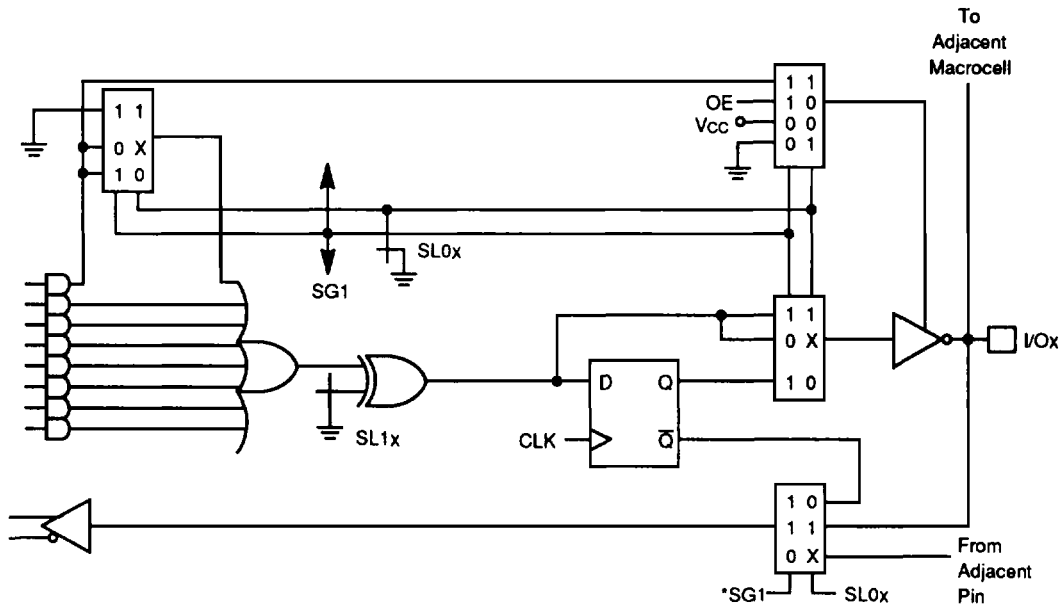 To
Adjacent
Macrocell
1 1
OE
1 0
VCC
0 0
0 1
1 1
0 X
1 0
SL0x
SG1
1 1
0 X
I/Ox
D
Q
1 0
SL1x
CLK
Q̅
1 0
1 1
0 X
From
Adjacent
Pin
*SG1
SL0x